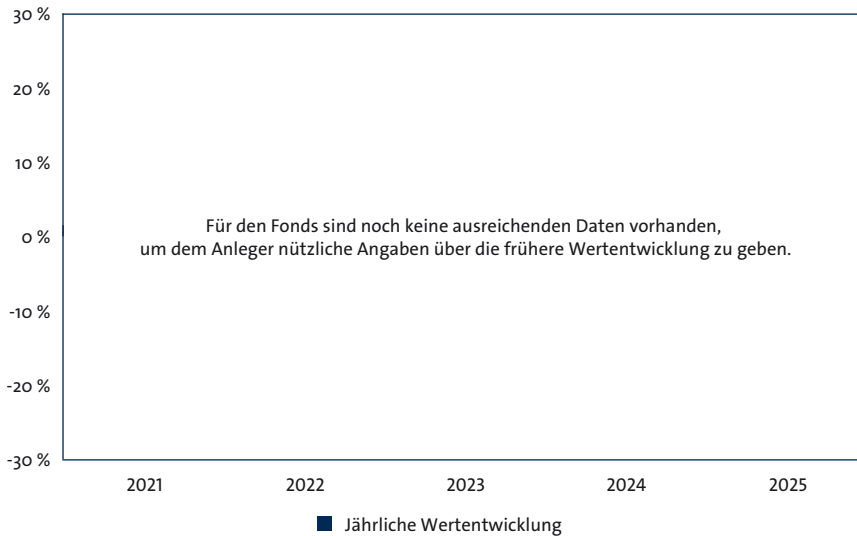 30 %
20 %
10 %
0 %
-10 %
-20 %
-30 %
Für den Fonds sind noch keine ausreichenden Daten vorhanden,
um dem Anleger nützliche Angaben über die frühere Wertentwicklung zu geben.
2021 2022 2023 2024 2025
Jährliche Wertentwicklung